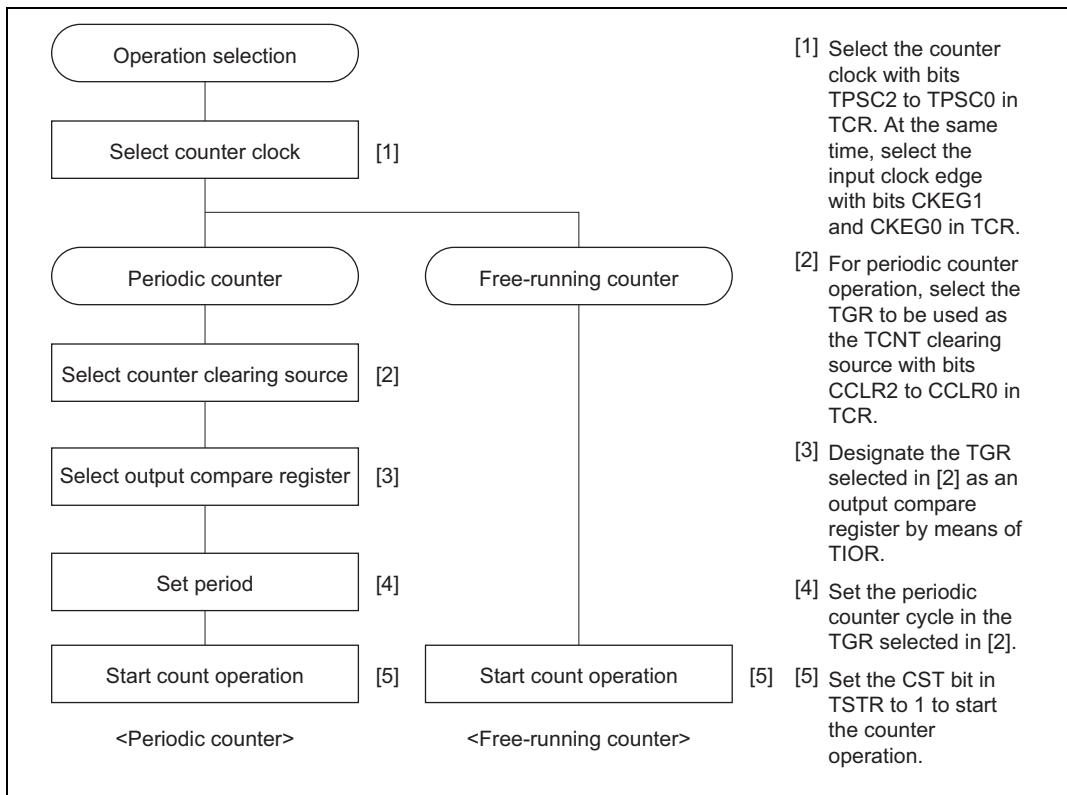 Operation selection
Select counter clock [1]
Periodic counter
Free-running counter
Select counter clearing source [2]
Select output compare register [3]
Set period [4]
Start count operation [5]
Start count operation [5]
<Periodic counter>
<Free-running counter>
[1] Select the counter
clock with bits
TPSC2 to TPSC0 in
TCR. At the same
time, select the
input clock edge
with bits CKEG1
and CKEG0 in TCR.
[2] For periodic counter
operation, select the
TGR to be used as
the TCNT clearing
source with bits
CCLR2 to CCLR0 in
TCR.
[3] Designate the TGR
selected in [2] as an
output compare
register by means of
TIOR.
[4] Set the periodic
counter cycle in the
TGR selected in [2].
[5] Set the CST bit in
TSTR to 1 to start
the counter
operation.